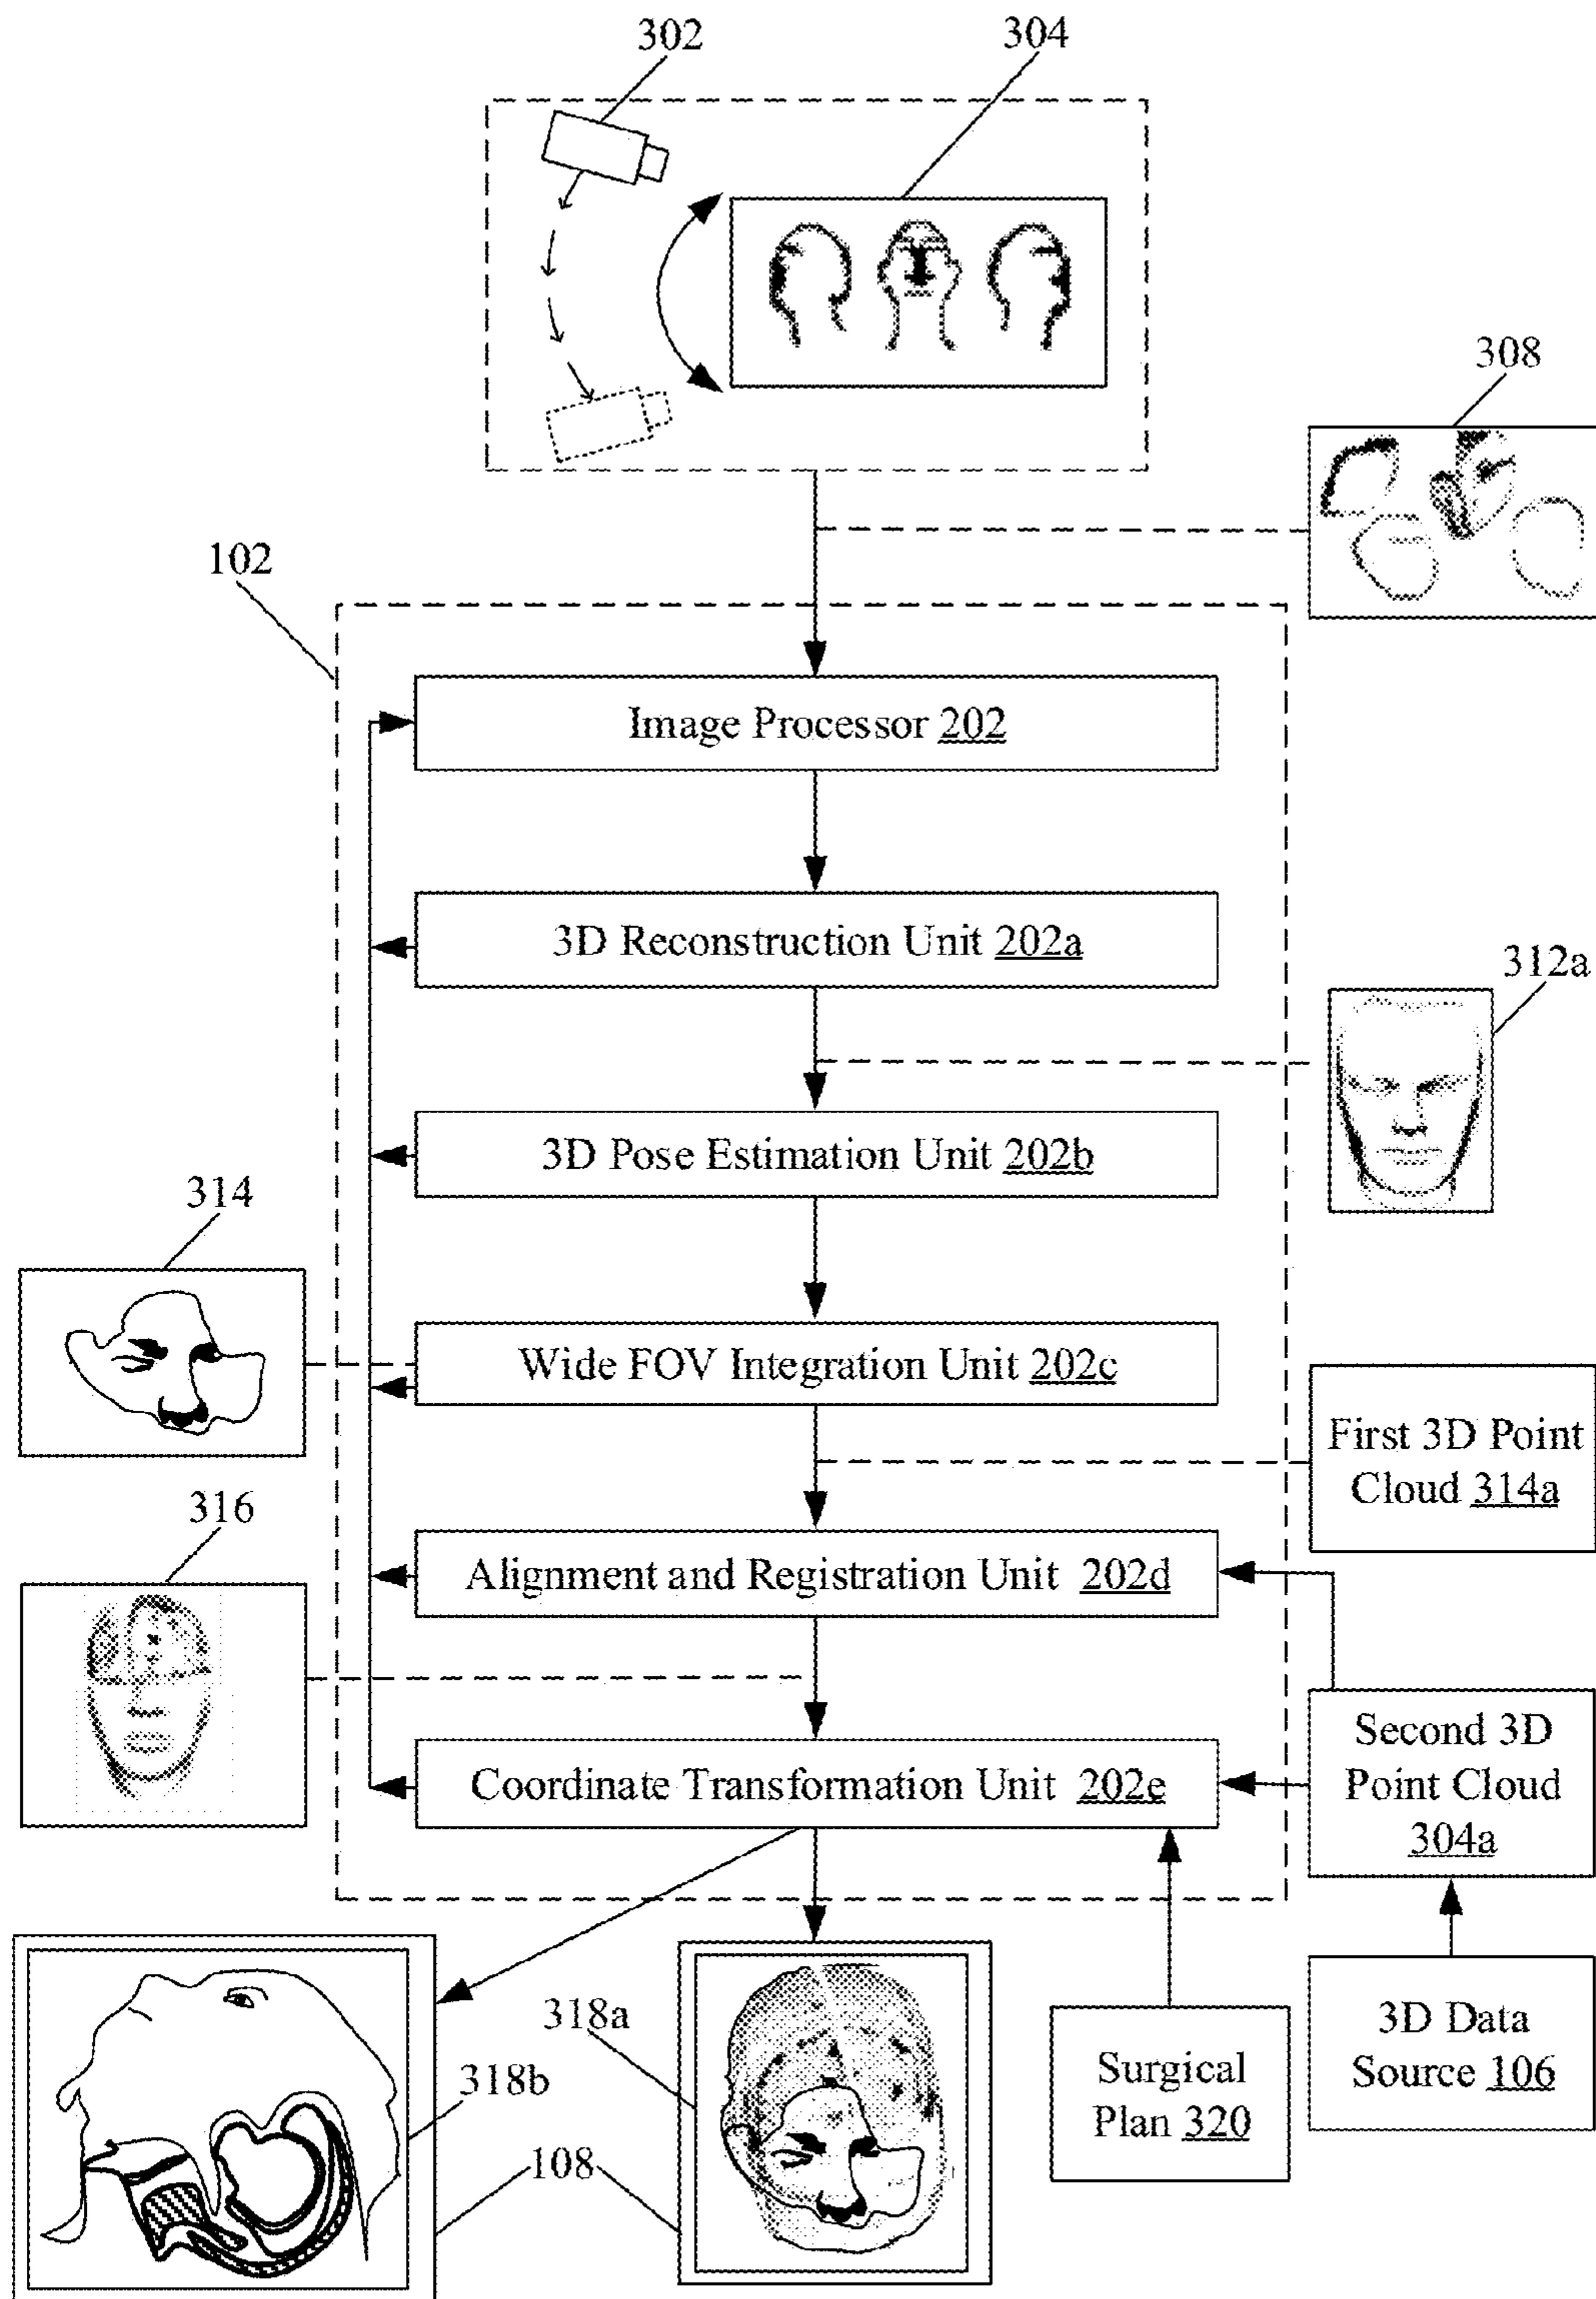 302
304
308
102
Image Processor 202
3D Reconstruction Unit 202a
312a
3D Pose Estimation Unit 202b
314
Wide FOV Integration Unit 202c
First 3D Point
Cloud 314a
316
Alignment and Registration Unit 202d
Second 3D
Point Cloud
304a
Coordinate Transformation Unit 202e
318a
318b
108
Surgical
Plan 320
3D Data
Source 106